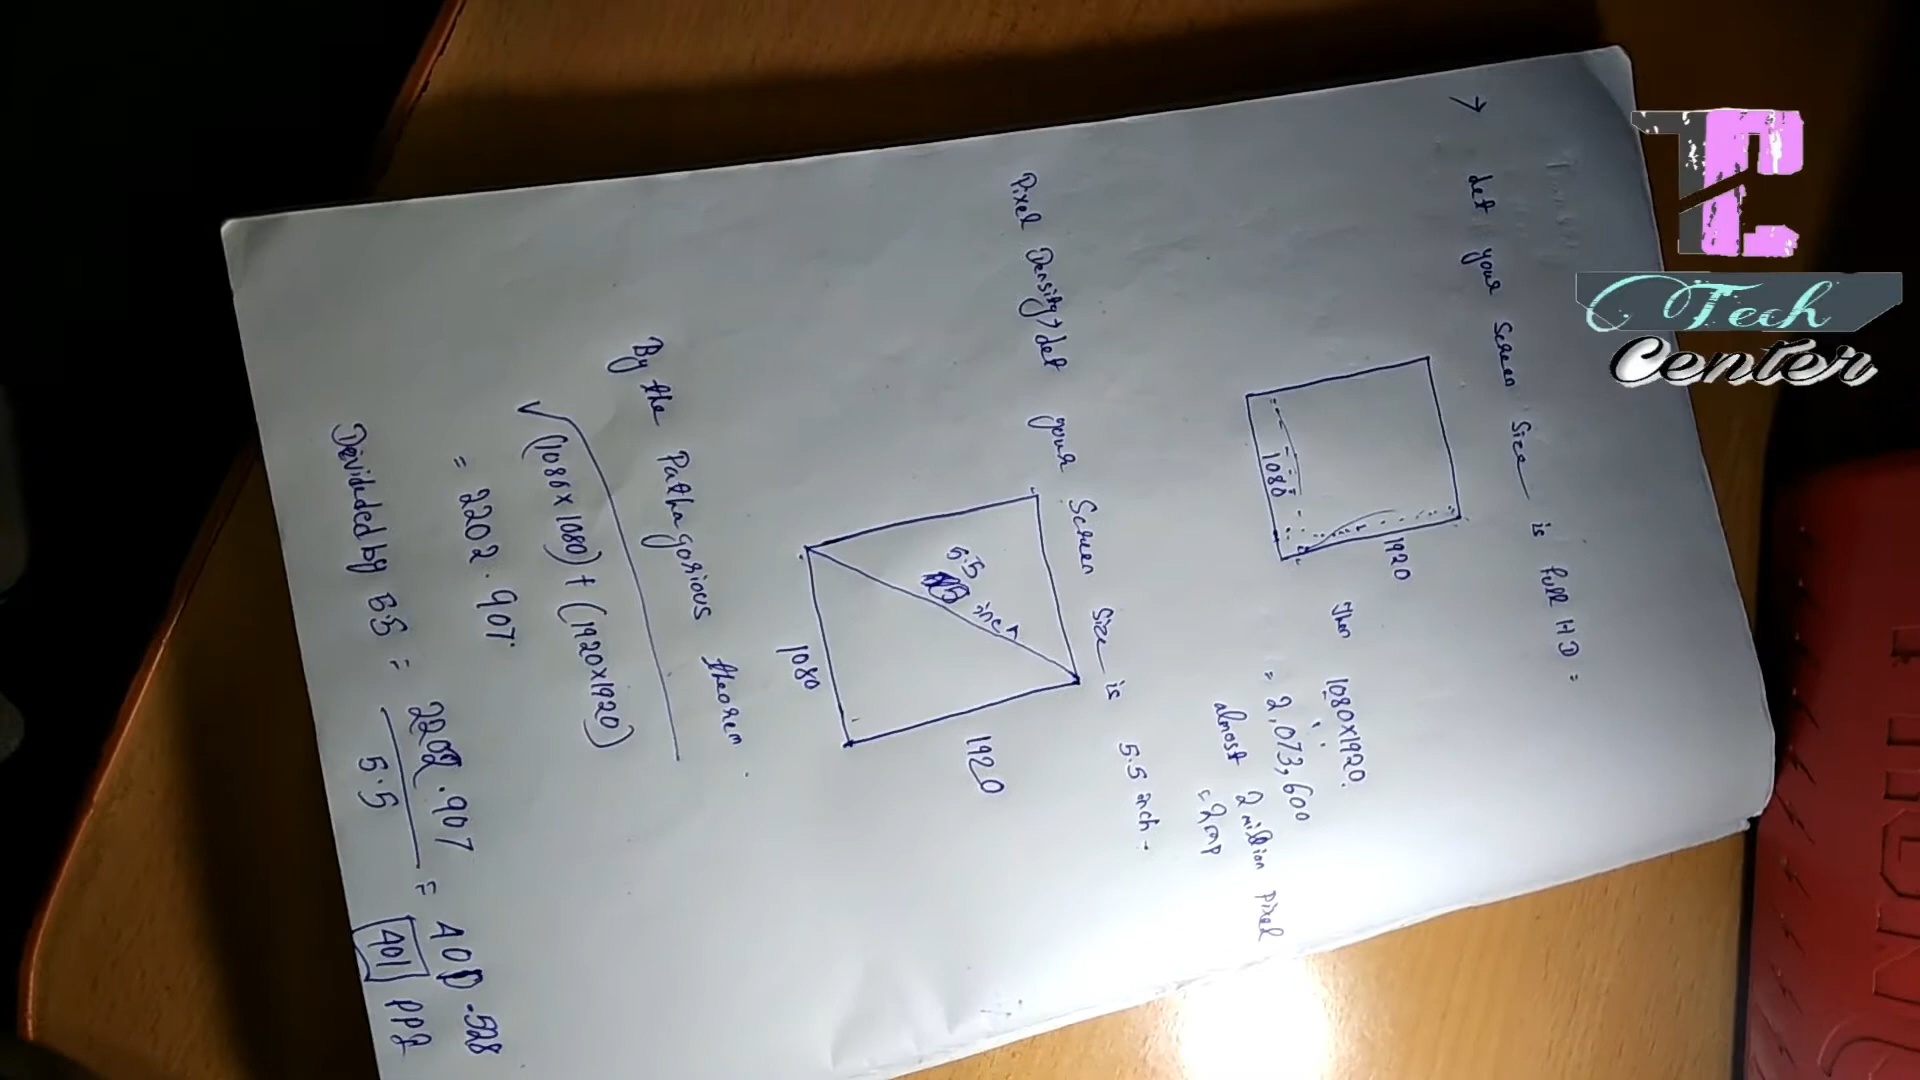 → Let your Screen Size is full HD =
1080
1920
Then 1080x1920.
= 2,073,600
almost 2 million pixel
= 2mp
Pixel Density → Let your Screen Size is 5.5 inch.
5.5
inch
1080
1920
By the Pathagorious theorem.
√(1080x1080)+(1920x1920)
= 2202.907.
Devided by 5.5 = 2202.907 / 5.5 = 400.528
401 PPI
TC
Tech
Center